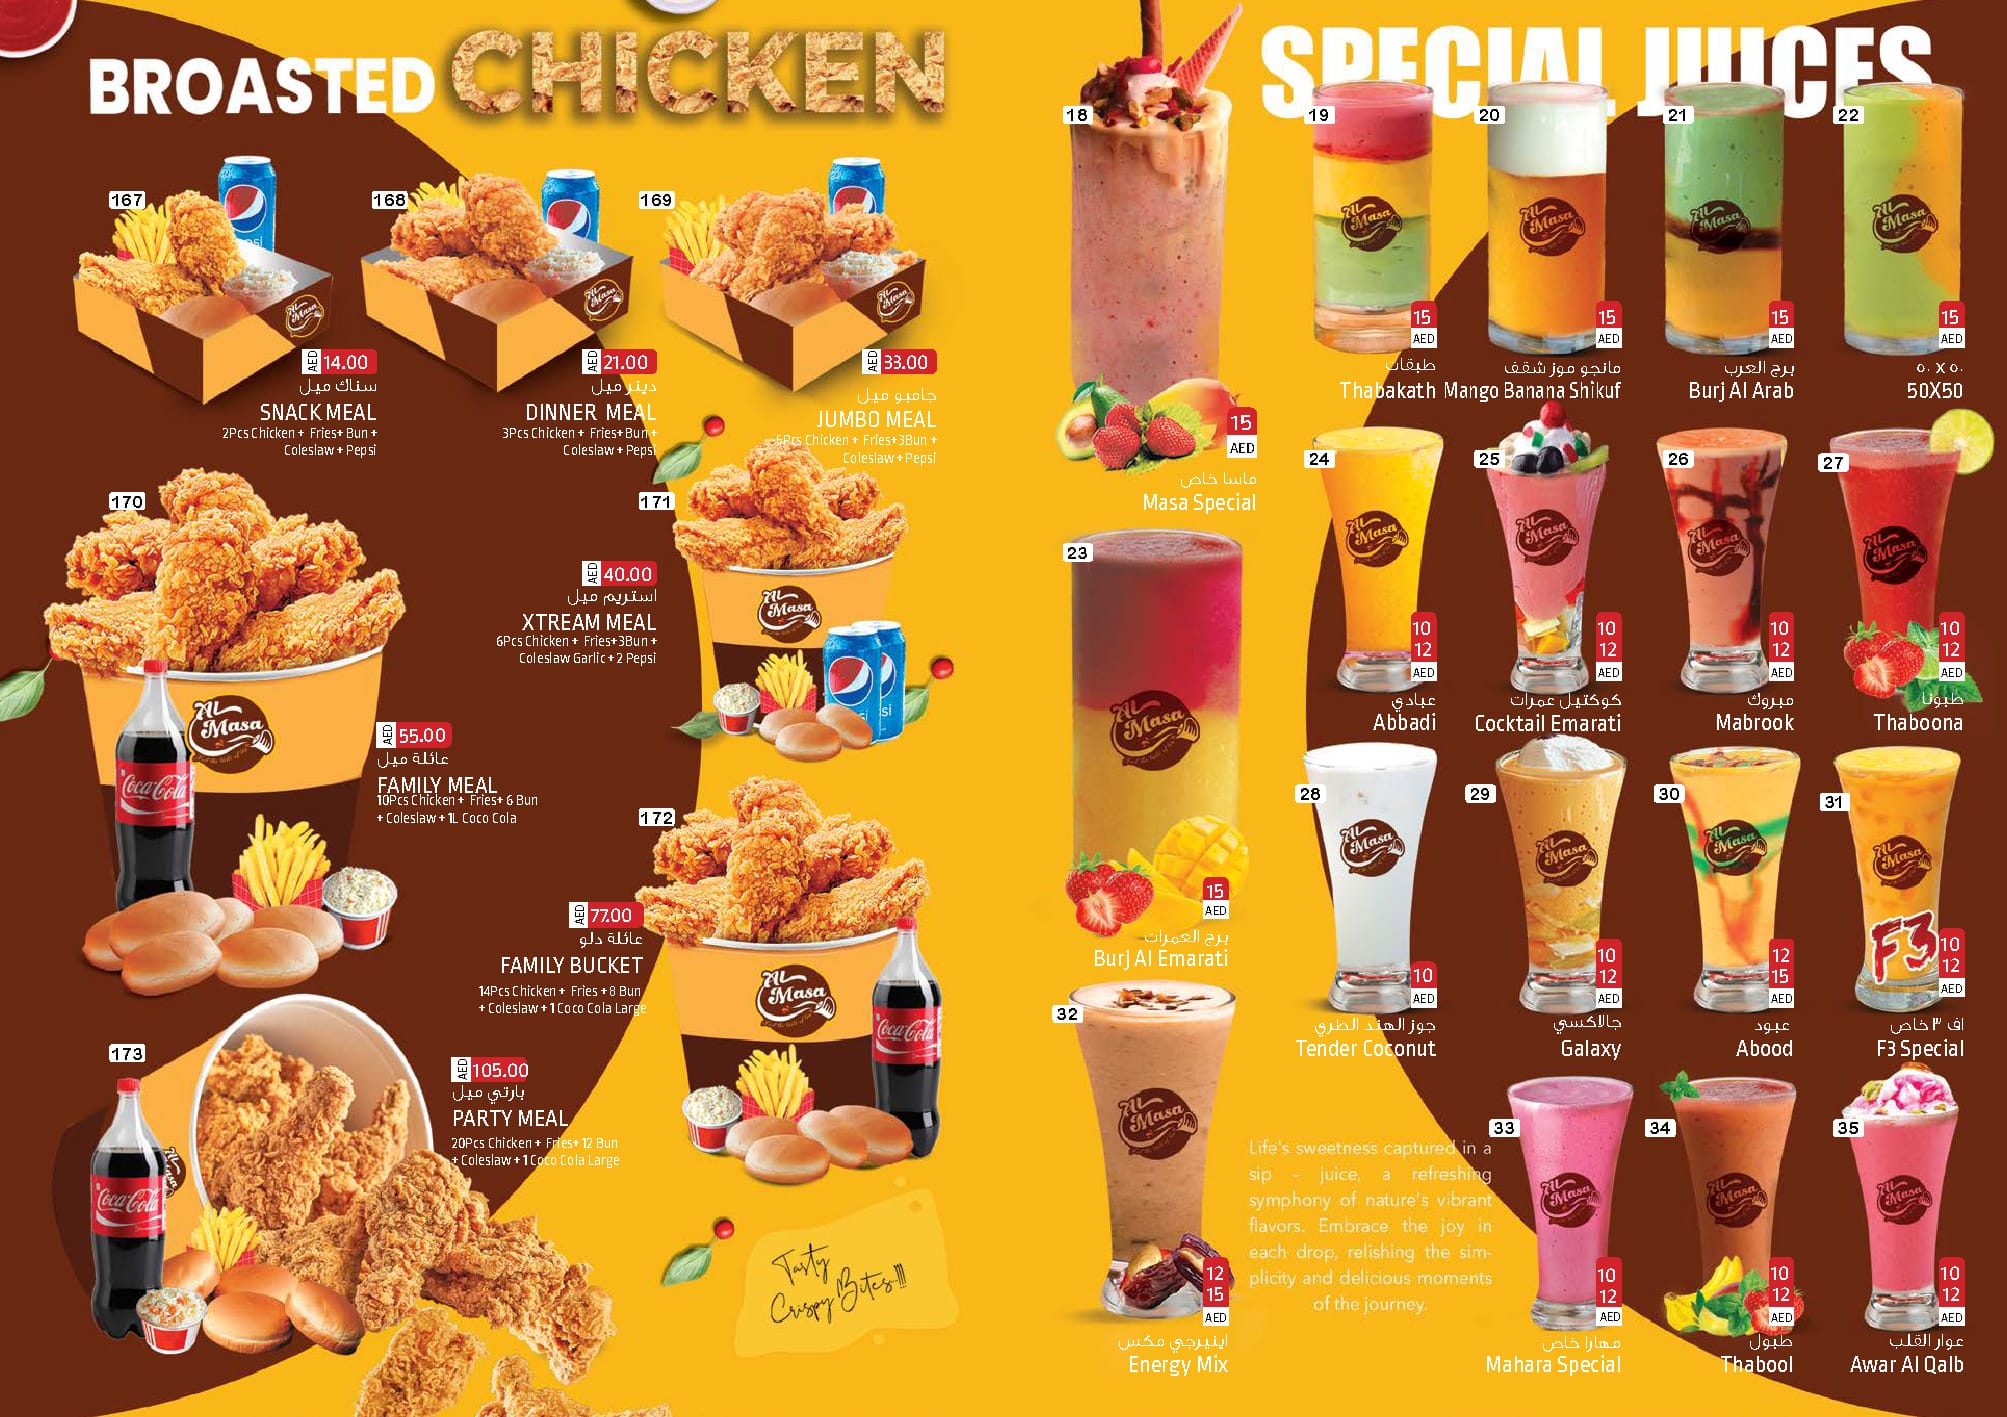 BROASTED CHICKEN
167
AED 14.00
سناك ميل
SNACK MEAL
2Pcs Chicken + Fries+ Bun +
Coleslaw + Pepsi
168
AED 21.00
دينر ميل
DINNER MEAL
3Pcs Chicken + Fries+ Bun +
Coleslaw + Pepsi
169
AED 33.00
جامبو ميل
JUMBO MEAL
5Pcs Chicken + Fries+3Bun +
Coleslaw + Pepsi
170
AED 55.00
عائلة ميل
FAMILY MEAL
10Pcs Chicken + Fries+ 6 Bun
+ Coleslaw + 1L Coco Cola
171
AED 40.00
استريم ميل
XTREAM MEAL
6Pcs Chicken + Fries+3Bun +
Coleslaw Garlic + 2 Pepsi
172
AED 77.00
عائلة دلو
FAMILY BUCKET
14Pcs Chicken + Fries +8 Bun
+ Coleslaw + 1 Coco Cola Large
173
AED 105.00
بارتي ميل
PARTY MEAL
20Pcs Chicken + Fries+ 12 Bun
+ Coleslaw + 1 Coco Cola Large
Al Masa
Coca-Cola
Tasty
Crispy Bites..!!!
SPECIAL JUICES
18
15
AED
ماسا خاص
Masa Special
19
15
AED
طبقات
Thabakath
20
15
AED
مانجو موز شقف
Mango Banana Shikuf
21
15
AED
برج العرب
Burj Al Arab
22
15
AED
٥٠ x ٥٠
50X50
23
15
AED
برج العمرات
Burj Al Emarati
24
10
12
AED
عبادي
Abbadi
25
10
12
AED
كوكتيل عمرات
Cocktail Emarati
26
10
12
AED
مبروك
Mabrook
27
10
12
AED
طبونا
Thaboona
28
10
AED
جوز الهند الطري
Tender Coconut
29
10
12
AED
جالاكسي
Galaxy
30
12
15
AED
عبود
Abood
31
F3
10
12
AED
اف ٣ خاص
F3 Special
32
12
15
AED
اينيرجي مكس
Energy Mix
Life's sweetness captured in a
sip - juice, a refreshing
symphony of nature's vibrant
flavors. Embrace the joy in
each drop, relishing the sim-
plicity and delicious moments
of the journey.
33
10
12
AED
مهارا خاص
Mahara Special
34
10
12
AED
طبول
Thabool
35
10
12
AED
عوار القلب
Awar Al Qalb